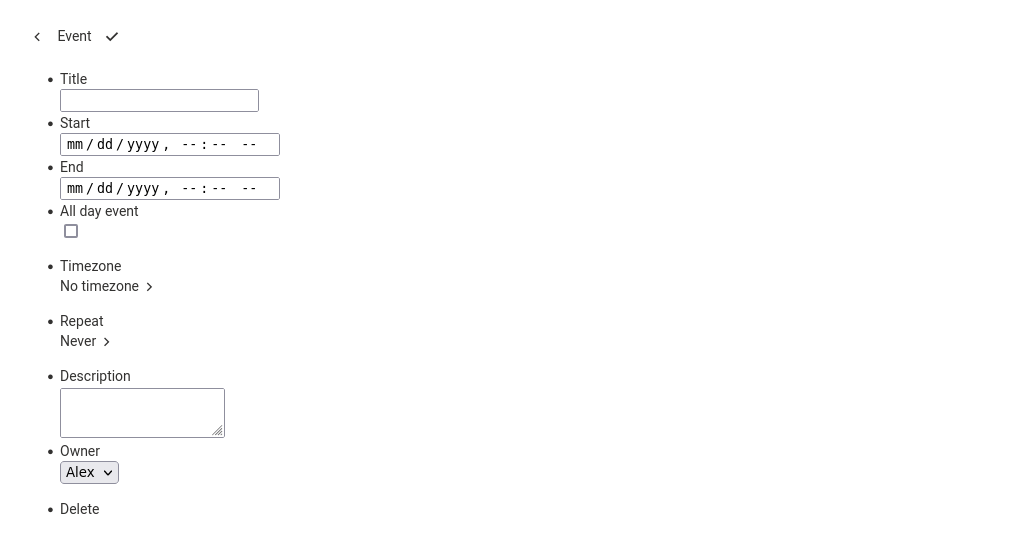 Event
Title
Start
mm/dd/yyyy, --:-- --
End
mm/dd/yyyy, --:-- --
All day event
Timezone
No timezone
Repeat
Never
Description
Owner
Alex
Delete